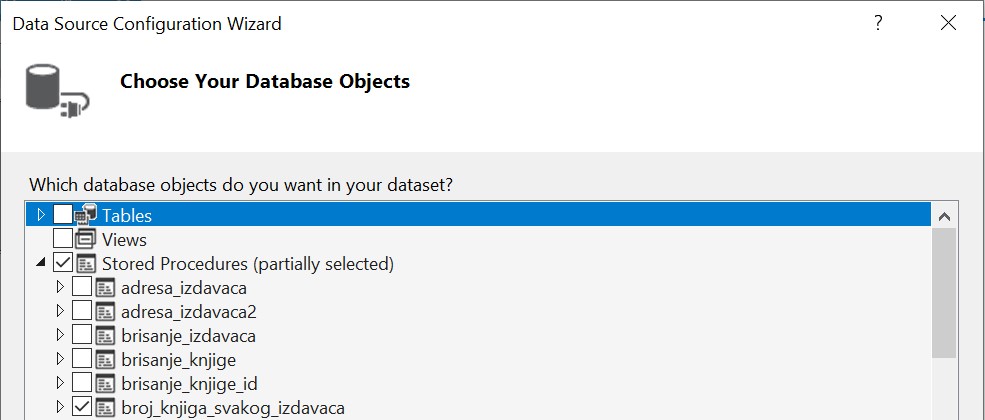 Data Source Configuration Wizard
?
Choose Your Database Objects
Which database objects do you want in your dataset?
Tables
Views
Stored Procedures (partially selected)
adresa_izdavaca
adresa_izdavaca2
brisanje_izdavaca
brisanje_knjige
brisanje_knjige_id
broj_knjiga_svakog_izdavaca